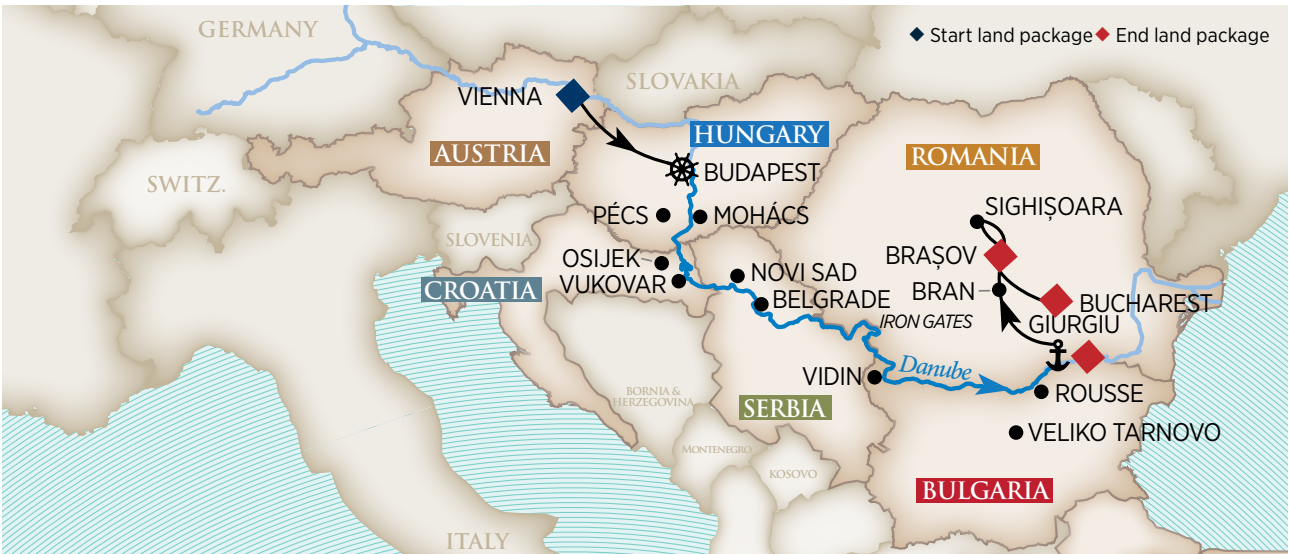 GERMANY
Start land package
End land package
SLOVAKIA
VIENNA
HUNGARY
AUSTRIA
ROMANIA
BUDAPEST
SWITZ.
SIGHIȘOARA
PÉCS
MOHÁCS
SLOVENIA
BRAȘOV
OSIJEK
NOVI SAD
VUKOVAR
CROATIA
BRAN
BELGRADE
BUCHAREST
IRON GATES
GIURGIU
Danube
VIDIN
BORNIA &
HERZEGOVINA
ROUSSE
SERBIA
VELIKO TARNOVO
MONTENEGRO
KOSOVO
BULGARIA
ITALY